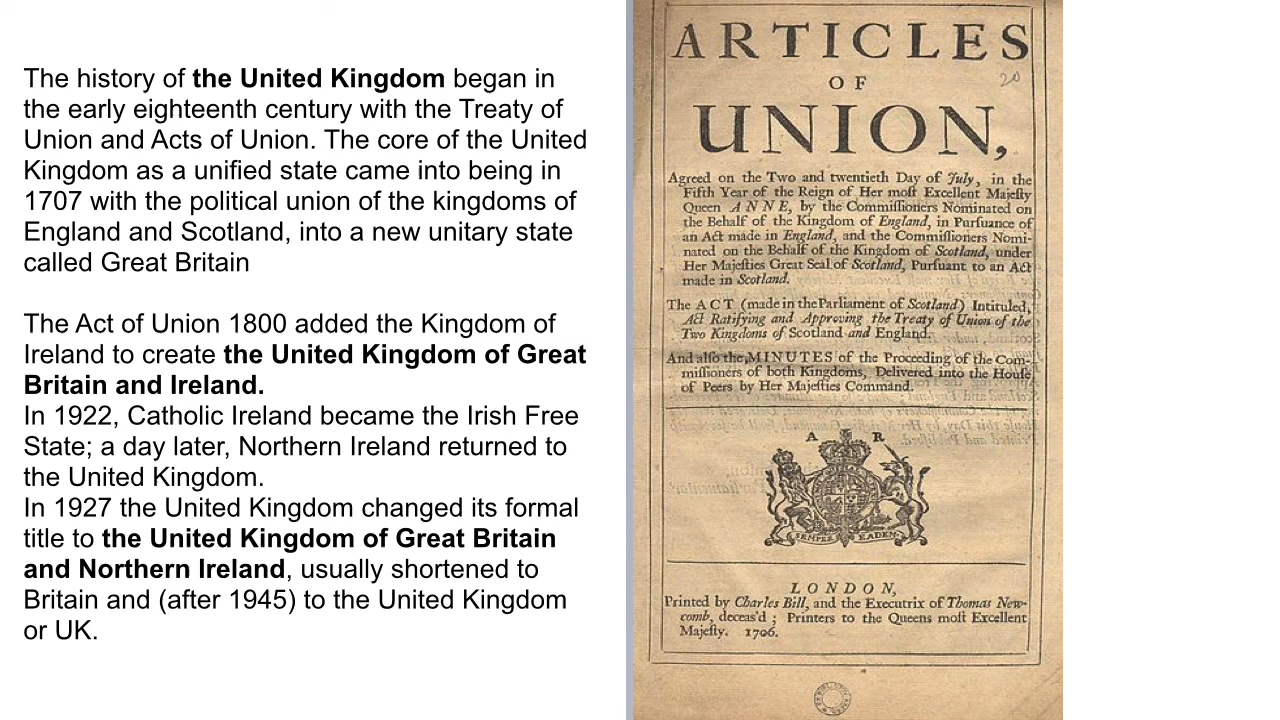 The history of the United Kingdom began in
the early eighteenth century with the Treaty of
Union and Acts of Union. The core of the United
Kingdom as a unified state came into being in
1707 with the political union of the kingdoms of
England and Scotland, into a new unitary state
called Great Britain
The Act of Union 1800 added the Kingdom of
Ireland to create the United Kingdom of Great
Britain and Ireland.
In 1922, Catholic Ireland became the Irish Free
State; a day later, Northern Ireland returned to
the United Kingdom.
In 1927 the United Kingdom changed its formal
title to the United Kingdom of Great Britain
and Northern Ireland, usually shortened to
Britain and (after 1945) to the United Kingdom
or UK.
ARTICLES
OF
20
UNION,
Agreed on the Two and twentieth Day of July, in the
Fifth Year of the Reign of Her moſt Excellent Majeſty
Queen ANNE, by the Commiſſioners Nominated on
the Behalf of the Kingdom of England, in Purſuance of
an Act made in England, and the Commiſſioners Nomi-
nated on the Behalf of the Kingdom of Scotland, under
Her Majeſties Great Seal of Scotland, Purſuant to an Act
made in Scotland.
The ACT (made in the Parliament of Scotland) Intituled,
Act Ratifying and Approving the Treaty of Union of the
Two Kingdoms of Scotland and England.
And alſo the MINUTES of the Proceeding of the Com-
miſſioners of both Kingdoms, Delivered into the Houſe
of Peers by Her Majeſties Command.
A R
SEMPER EADEM
LONDON,
Printed by Charles Bill, and the Executrix of Thomas New-
comb, deceas'd ; Printers to the Queens moſt Excellent
Majeſty. 1706.